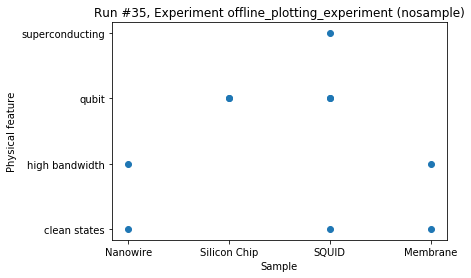 Run #35, Experiment offline_plotting_experiment (nosample)
superconducting
qubit
high bandwidth
clean states
Physical feature
Nanowire Silicon Chip SQUID Membrane
Sample